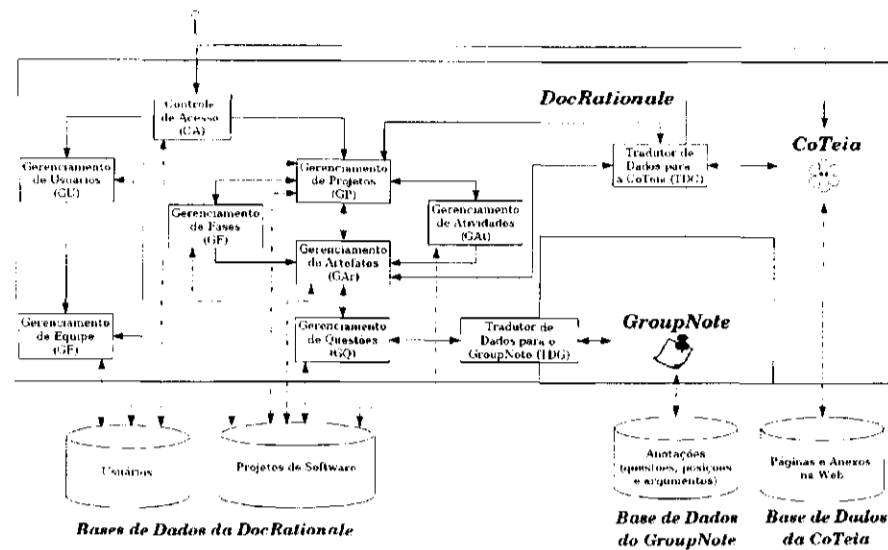 Controle
de Acesso
(CA)
DocRationale
CoTeia
Tradutor de
Dados para
a CoTeia (TDC)
Gerenciamento
de Usuários
(GU)
Gerenciamento
de Projetos
(GP)
Gerenciamento
de Fases
(GF)
Gerenciamento
de Atividades
(GAt)
Gerenciamento
de Artefatos
(GAr)
Gerenciamento
de Equipe
(GE)
Gerenciamento
de Questões
(GQ)
Tradutor de
Dados para o
GroupNote (TDG)
GroupNote
Usuários
Projetos de Software
Anotações
(questões, posições
e argumentos)
Páginas e Anexos
na Web
Bases de Dados da DocRationale
Base de Dados
do GroupNote
Base de Dados
da CoTeia